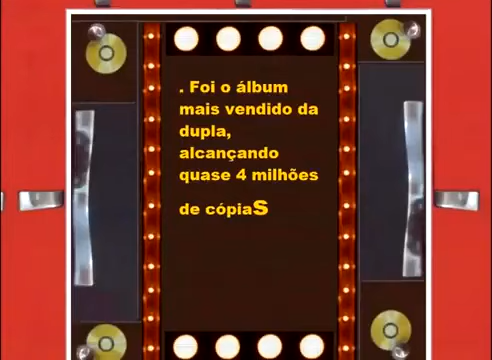 . Foi o álbum
mais vendido da
dupla,
alcançando
quase 4 milhões
de cópias